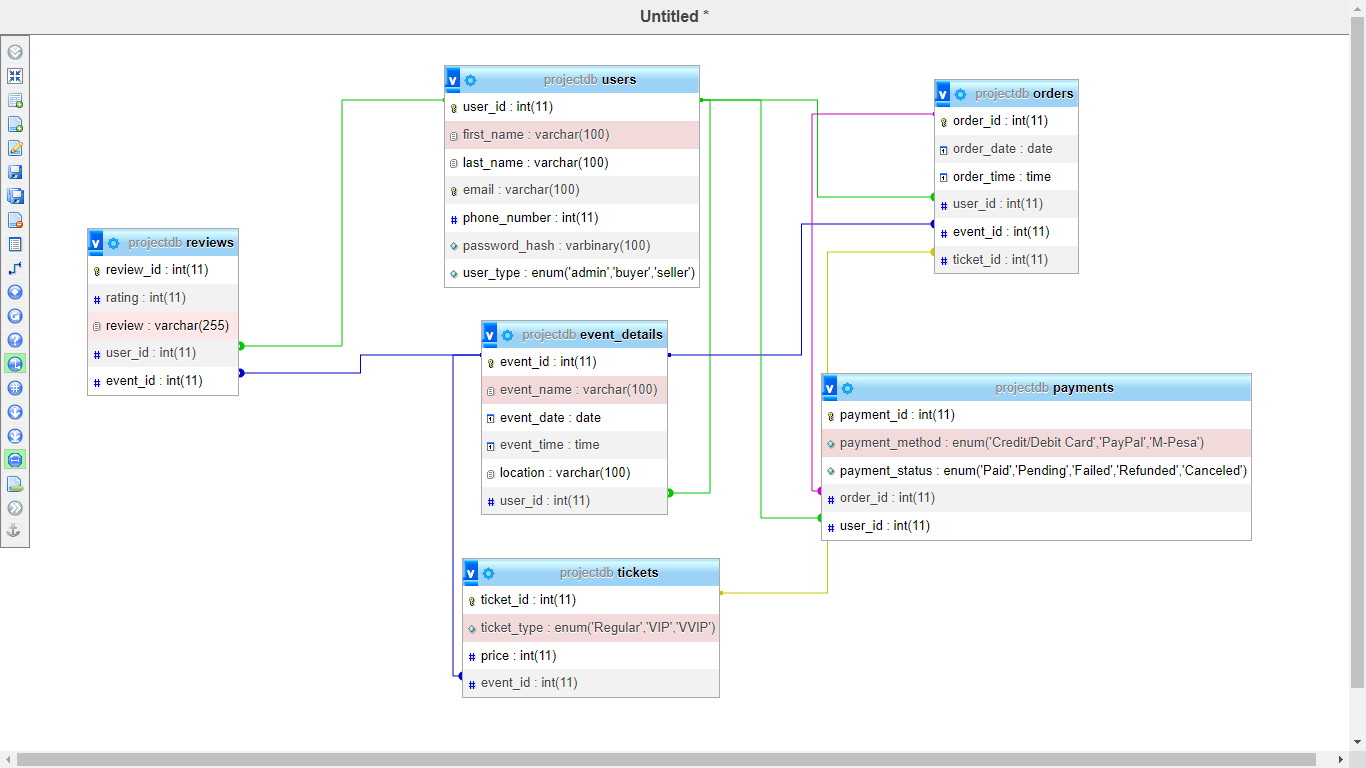 Untitled *
projectdb users
user_id : int(11)
first_name : varchar(100)
last_name : varchar(100)
email : varchar(100)
phone_number : int(11)
password_hash : varbinary(100)
user_type : enum('admin','buyer','seller')
projectdb orders
order_id : int(11)
order_date : date
order_time : time
user_id : int(11)
event_id : int(11)
ticket_id : int(11)
projectdb reviews
review_id : int(11)
rating : int(11)
review : varchar(255)
user_id : int(11)
event_id : int(11)
projectdb event_details
event_id : int(11)
event_name : varchar(100)
event_date : date
event_time : time
location : varchar(100)
user_id : int(11)
projectdb payments
payment_id : int(11)
payment_method : enum('Credit/Debit Card','PayPal','M-Pesa')
payment_status : enum('Paid','Pending','Failed','Refunded','Canceled')
order_id : int(11)
user_id : int(11)
projectdb tickets
ticket_id : int(11)
ticket_type : enum('Regular','VIP','VVIP')
price : int(11)
event_id : int(11)